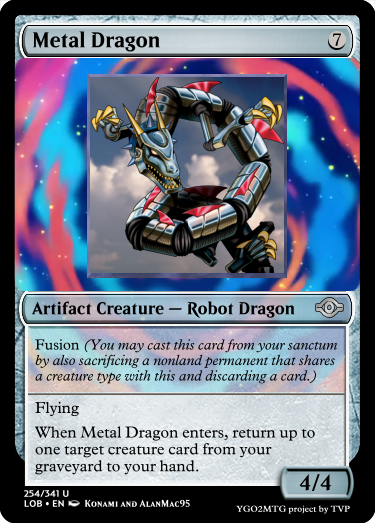 Metal Dragon
7
Artifact Creature — Robot Dragon
Fusion (You may cast this card from your sanctum
by also sacrificing a nonland permanent that shares
a creature type with this and discarding a card.)
Flying
When Metal Dragon enters, return up to
one target creature card from your
graveyard to your hand.
4/4
254/341 U
LOB • EN Konami and AlanMac95
YGO2MTG project by TVP